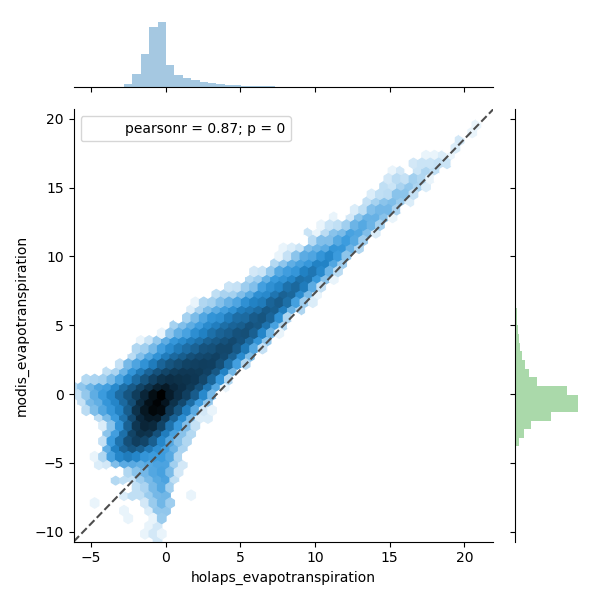 pearsonr = 0.87; p = 0
20
15
10
5
0
−5
−10
modis_evapotranspiration
−5 0 5 10 15 20
holaps_evapotranspiration